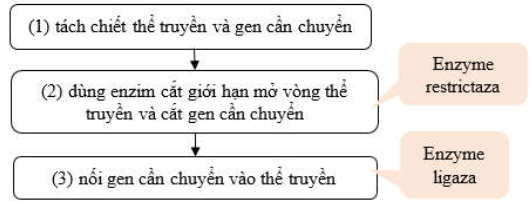 (1) tách chiết thể truyền và gen cần chuyển
(2) dùng enzim cắt giới hạn mở vòng thể
truyền và cắt gen cần chuyển
Enzyme
restrictaza
(3) nối gen cần chuyển vào thể truyền
Enzyme
ligaza